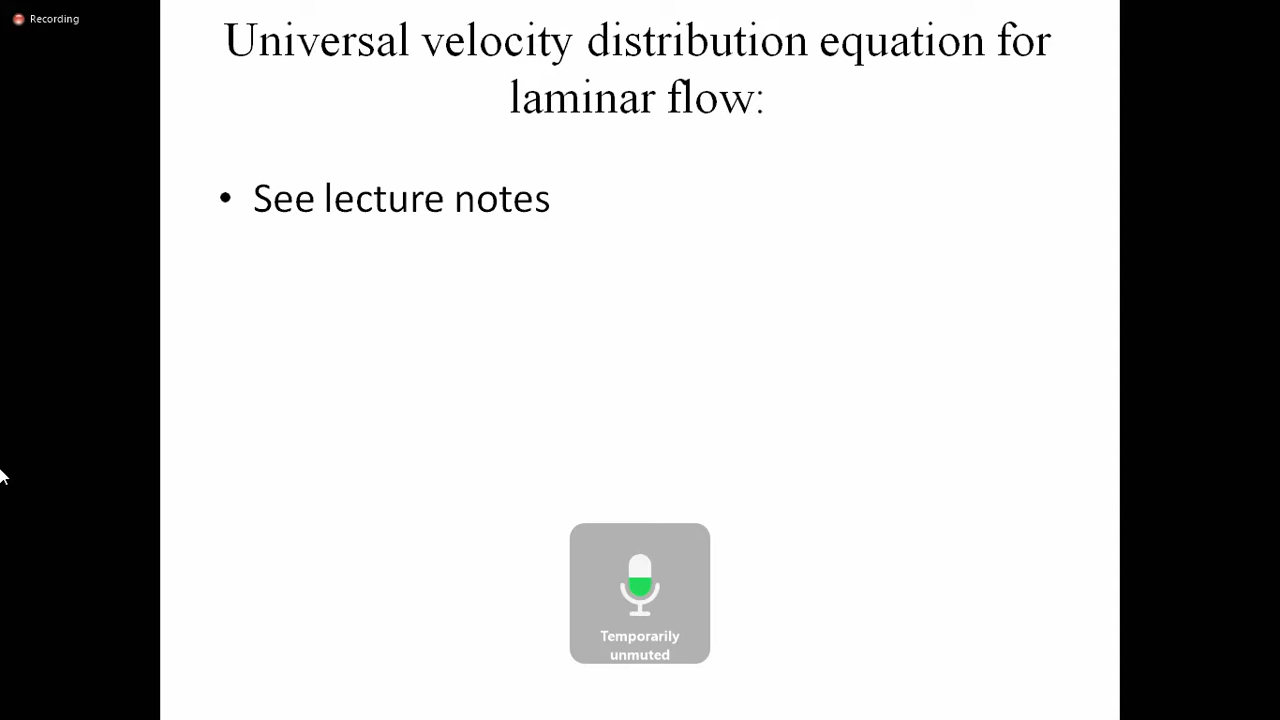 Recording
Universal velocity distribution equation for
laminar flow:
• See lecture notes
Temporarily
unmuted